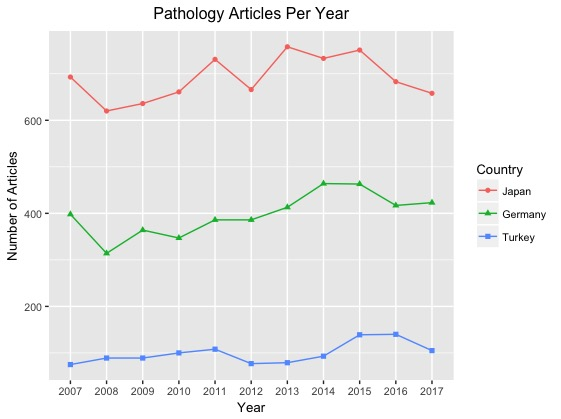 Pathology Articles Per Year
Number of Articles
600
400
200
2007 2008 2009 2010 2011 2012 2013 2014 2015 2016 2017
Year
Country
Japan
Germany
Turkey